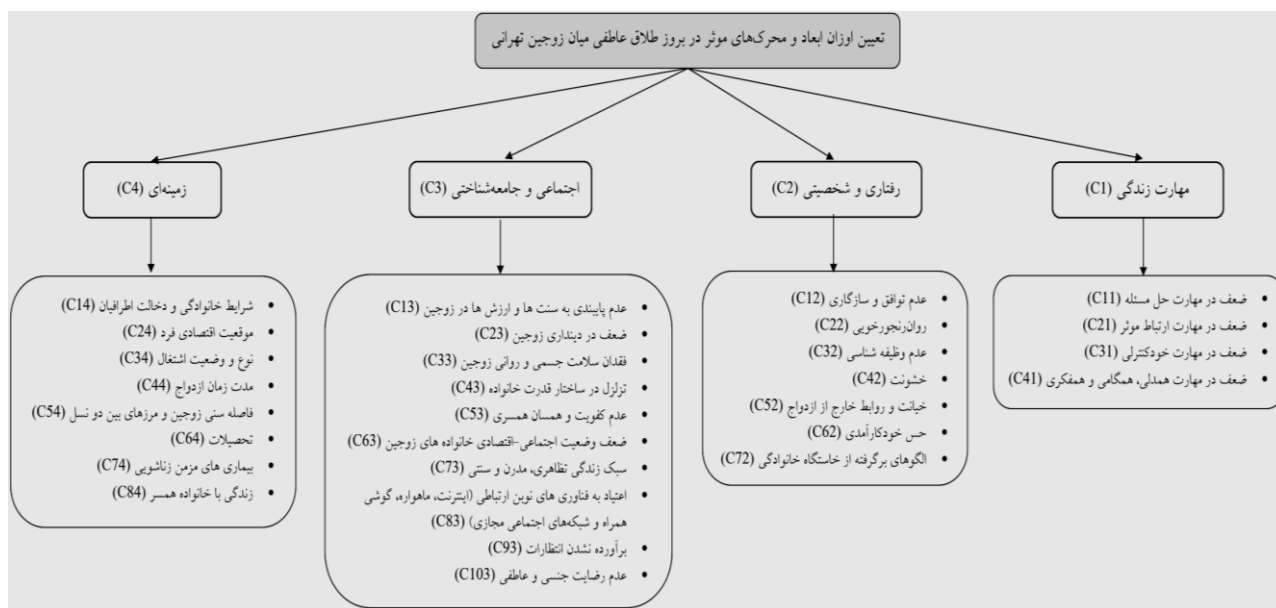 تعیین اوزان ابعاد و محرک‌های موثر در بروز طلاق عاطفی میان زوجین تهرانی
مهارت زندگی (C1)
رفتاری و شخصیتی (C2)
اجتماعی و جامعه‌شناختی (C3)
زمینه‌ای (C4)
• ضعف در مهارت حل مسئله (C11)
• ضعف در مهارت ارتباط موثر (C21)
• ضعف در مهارت خودکنترلی (C31)
• ضعف در مهارت همدلی، همگامی و همفکری (C41)
• عدم توافق و سازگاری (C12)
• روان‌رنجورخویی (C22)
• عدم وظیفه شناسی (C32)
• خشونت (C42)
• خیانت و روابط خارج از ازدواج (C52)
• حس خودکارآمدی (C62)
• الگوهای برگرفته از خاستگاه خانوادگی (C72)
• عدم پایبندی به سنت ها و ارزش ها در زوجین (C13)
• ضعف در دینداری زوجین (C23)
• فقدان سلامت جسمی و روانی زوجین (C33)
• تزلزل در ساختار قدرت خانواده (C43)
• عدم کفویت و همسان همسری (C53)
• ضعف وضعیت اجتماعی-اقتصادی خانواده های زوجین (C63)
• سبک زندگی تظاهری، مدرن و سنتی (C73)
• اعتیاد به فناوری های نوین ارتباطی (اینترنت، ماهواره، گوشی
همراه و شبکه‌های اجتماعی مجازی) (C83)
• برآورده نشدن انتظارات (C93)
• عدم رضایت جنسی و عاطفی (C103)
• شرایط خانوادگی و دخالت اطرافیان (C14)
• موقعیت اقتصادی فرد (C24)
• نوع و وضعیت اشتغال (C34)
• مدت زمان ازدواج (C44)
• فاصله سنی زوجین و مرزهای بین دو نسل (C54)
• تحصیلات (C64)
• بیماری های مزمن زناشویی (C74)
• زندگی با خانواده همسر (C84)